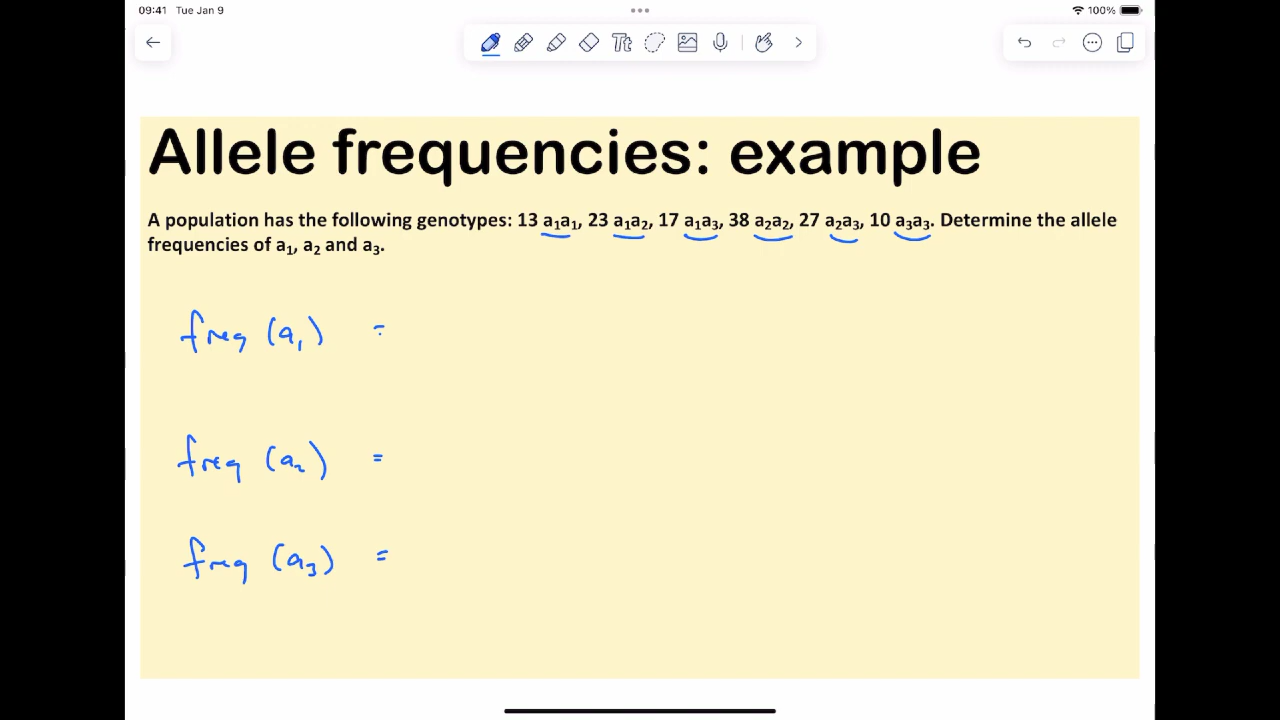 09:41 Tue Jan 9
100%
Tt
Allele frequencies: example
A population has the following genotypes: 13 a₁a₁, 23 a₁a₂, 17 a₁a₃, 38 a₂a₂, 27 a₂a₃, 10 a₃a₃. Determine the allele
frequencies of a₁, a₂ and a₃.
freq (a₁) =
freq (a₂) =
freq (a₃) =